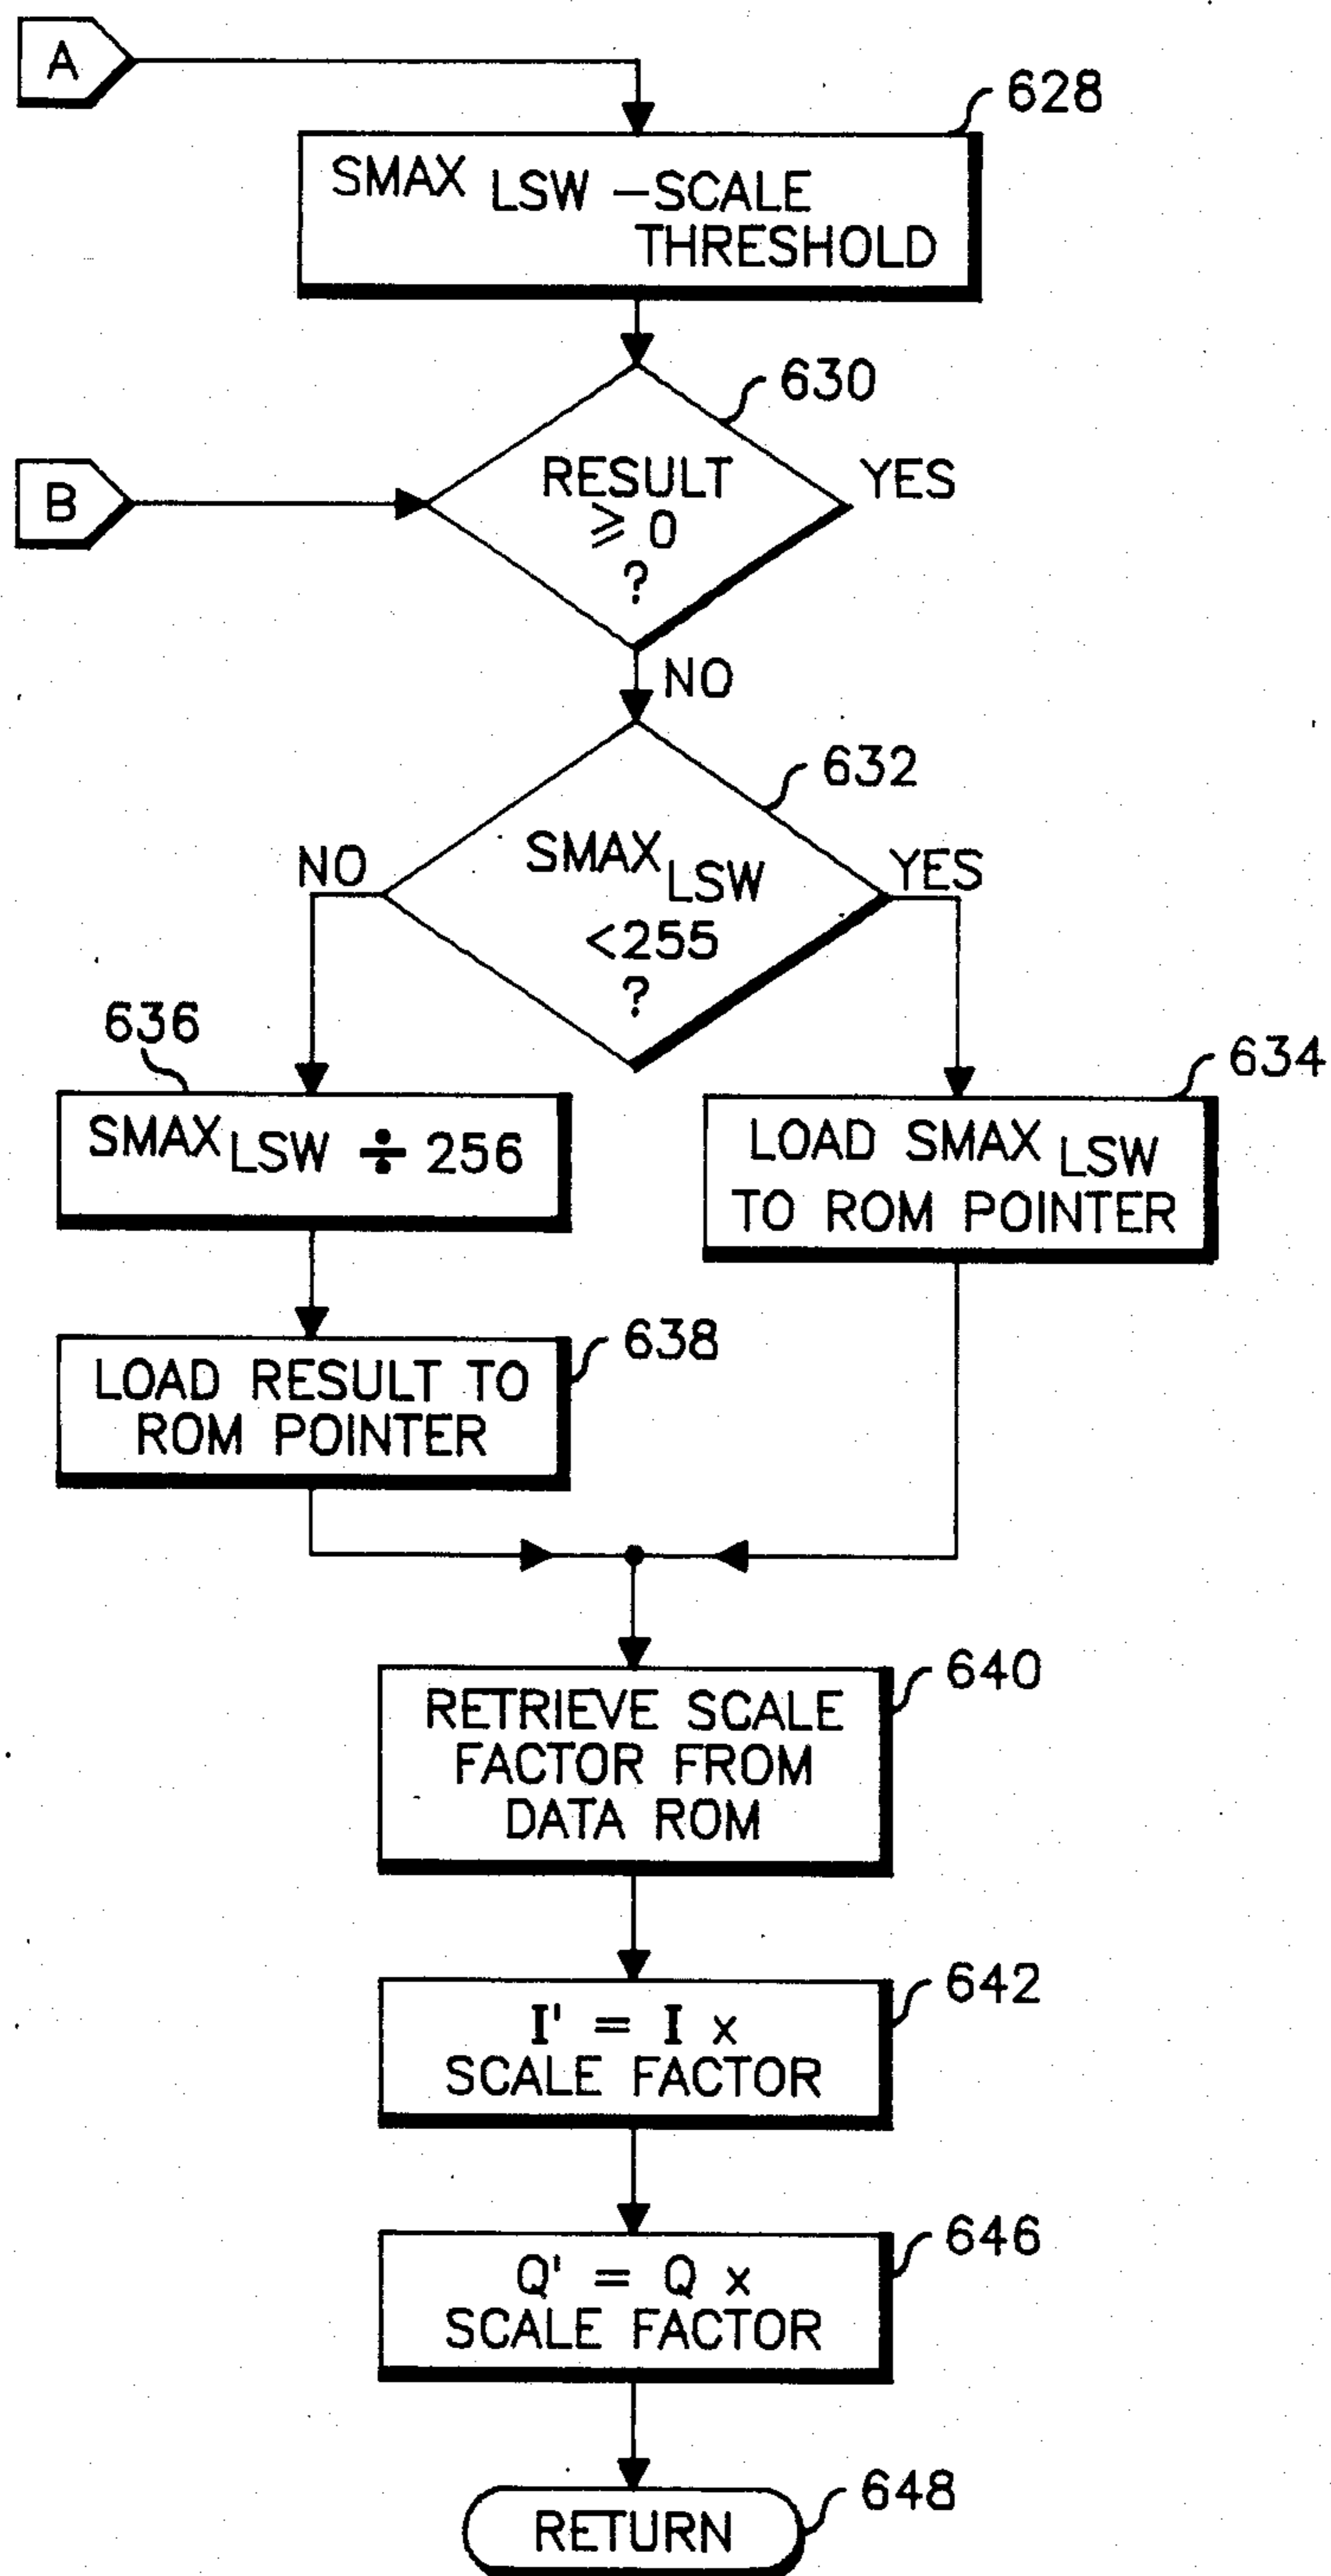 A
628
SMAX LSW –SCALE
THRESHOLD
630
B
RESULT
≥ 0
?
YES
NO
632
SMAX LSW
<255
?
NO
YES
636
634
SMAX LSW ÷ 256
LOAD SMAX LSW
TO ROM POINTER
638
LOAD RESULT TO
ROM POINTER
640
RETRIEVE SCALE
FACTOR FROM
DATA ROM
642
I' = I x
SCALE FACTOR
646
Q' = Q x
SCALE FACTOR
648
RETURN